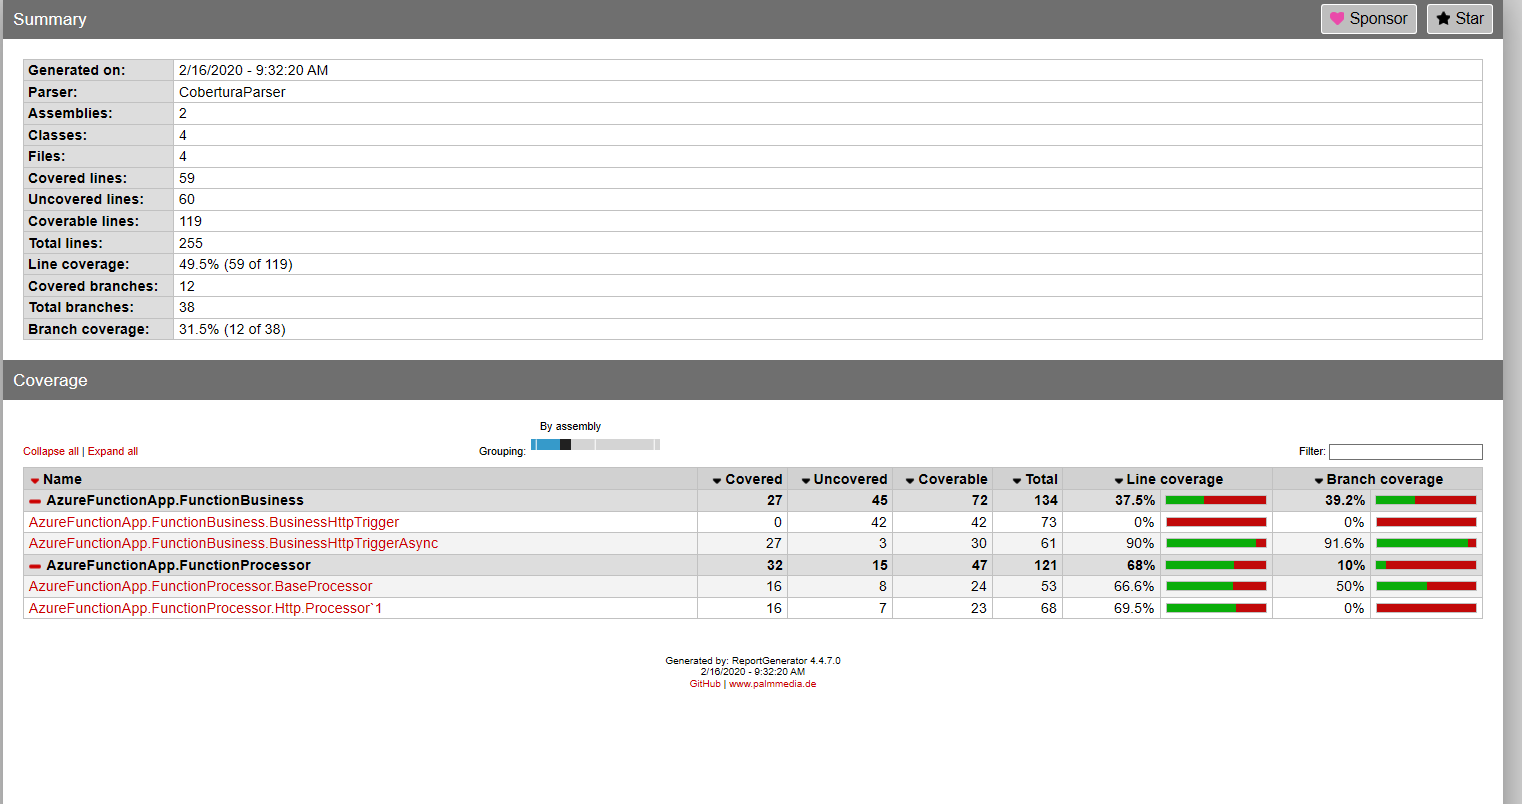 Summary
Sponsor
Star
Generated on: 2/16/2020 - 9:32:20 AM
Parser: CoberturaParser
Assemblies: 2
Classes: 4
Files: 4
Covered lines: 59
Uncovered lines: 60
Coverable lines: 119
Total lines: 255
Line coverage: 49.5% (59 of 119)
Covered branches: 12
Total branches: 38
Branch coverage: 31.5% (12 of 38)
Coverage
By assembly
Collapse all | Expand all
Grouping:
Filter:
Name Covered Uncovered Coverable Total Line coverage Branch coverage
AzureFunctionApp.FunctionBusiness 27 45 72 134 37.5% 39.2%
AzureFunctionApp.FunctionBusiness.BusinessHttpTrigger 0 42 42 73 0% 0%
AzureFunctionApp.FunctionBusiness.BusinessHttpTriggerAsync 27 3 30 61 90% 91.6%
AzureFunctionApp.FunctionProcessor 32 15 47 121 68% 10%
AzureFunctionApp.FunctionProcessor.BaseProcessor 16 8 24 53 66.6% 50%
AzureFunctionApp.FunctionProcessor.Http.Processor`1 16 7 23 68 69.5% 0%
Generated by: ReportGenerator 4.4.7.0
2/16/2020 - 9:32:20 AM
GitHub | www.palmmedia.de